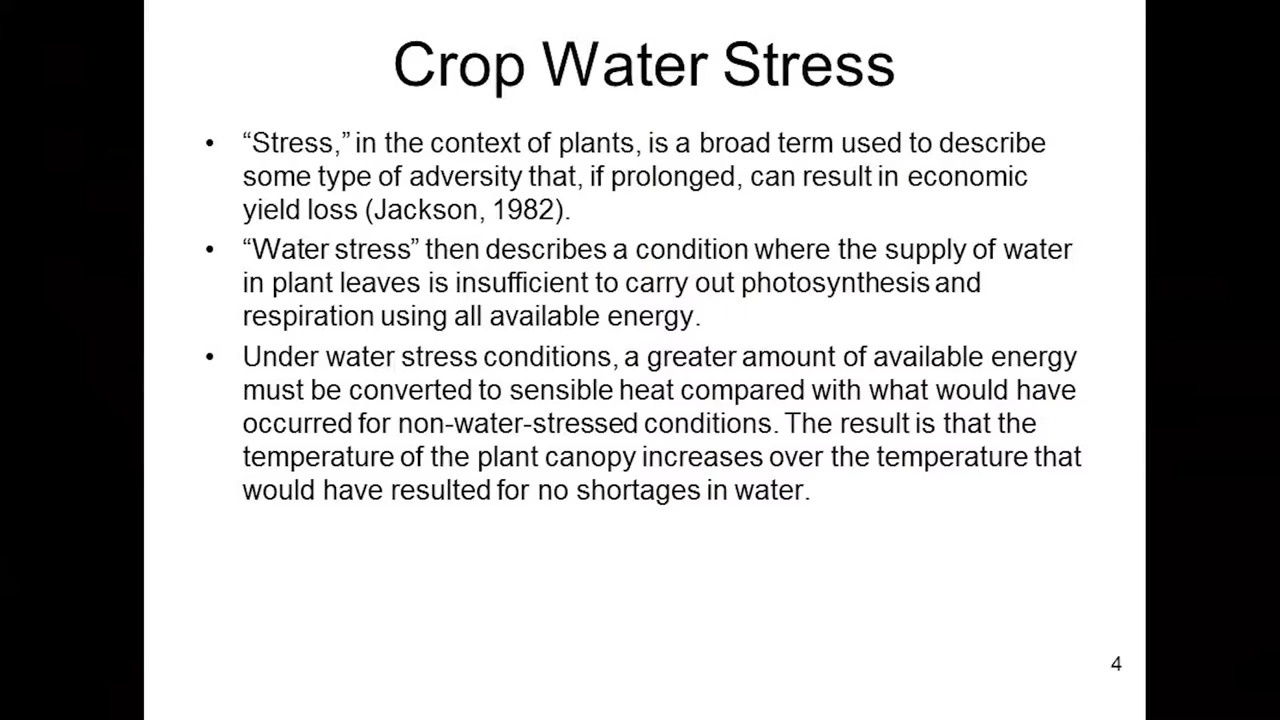 Crop Water Stress
• “Stress,” in the context of plants, is a broad term used to describe
some type of adversity that, if prolonged, can result in economic
yield loss (Jackson, 1982).
• “Water stress” then describes a condition where the supply of water
in plant leaves is insufficient to carry out photosynthesis and
respiration using all available energy.
• Under water stress conditions, a greater amount of available energy
must be converted to sensible heat compared with what would have
occurred for non-water-stressed conditions. The result is that the
temperature of the plant canopy increases over the temperature that
would have resulted for no shortages in water.
4